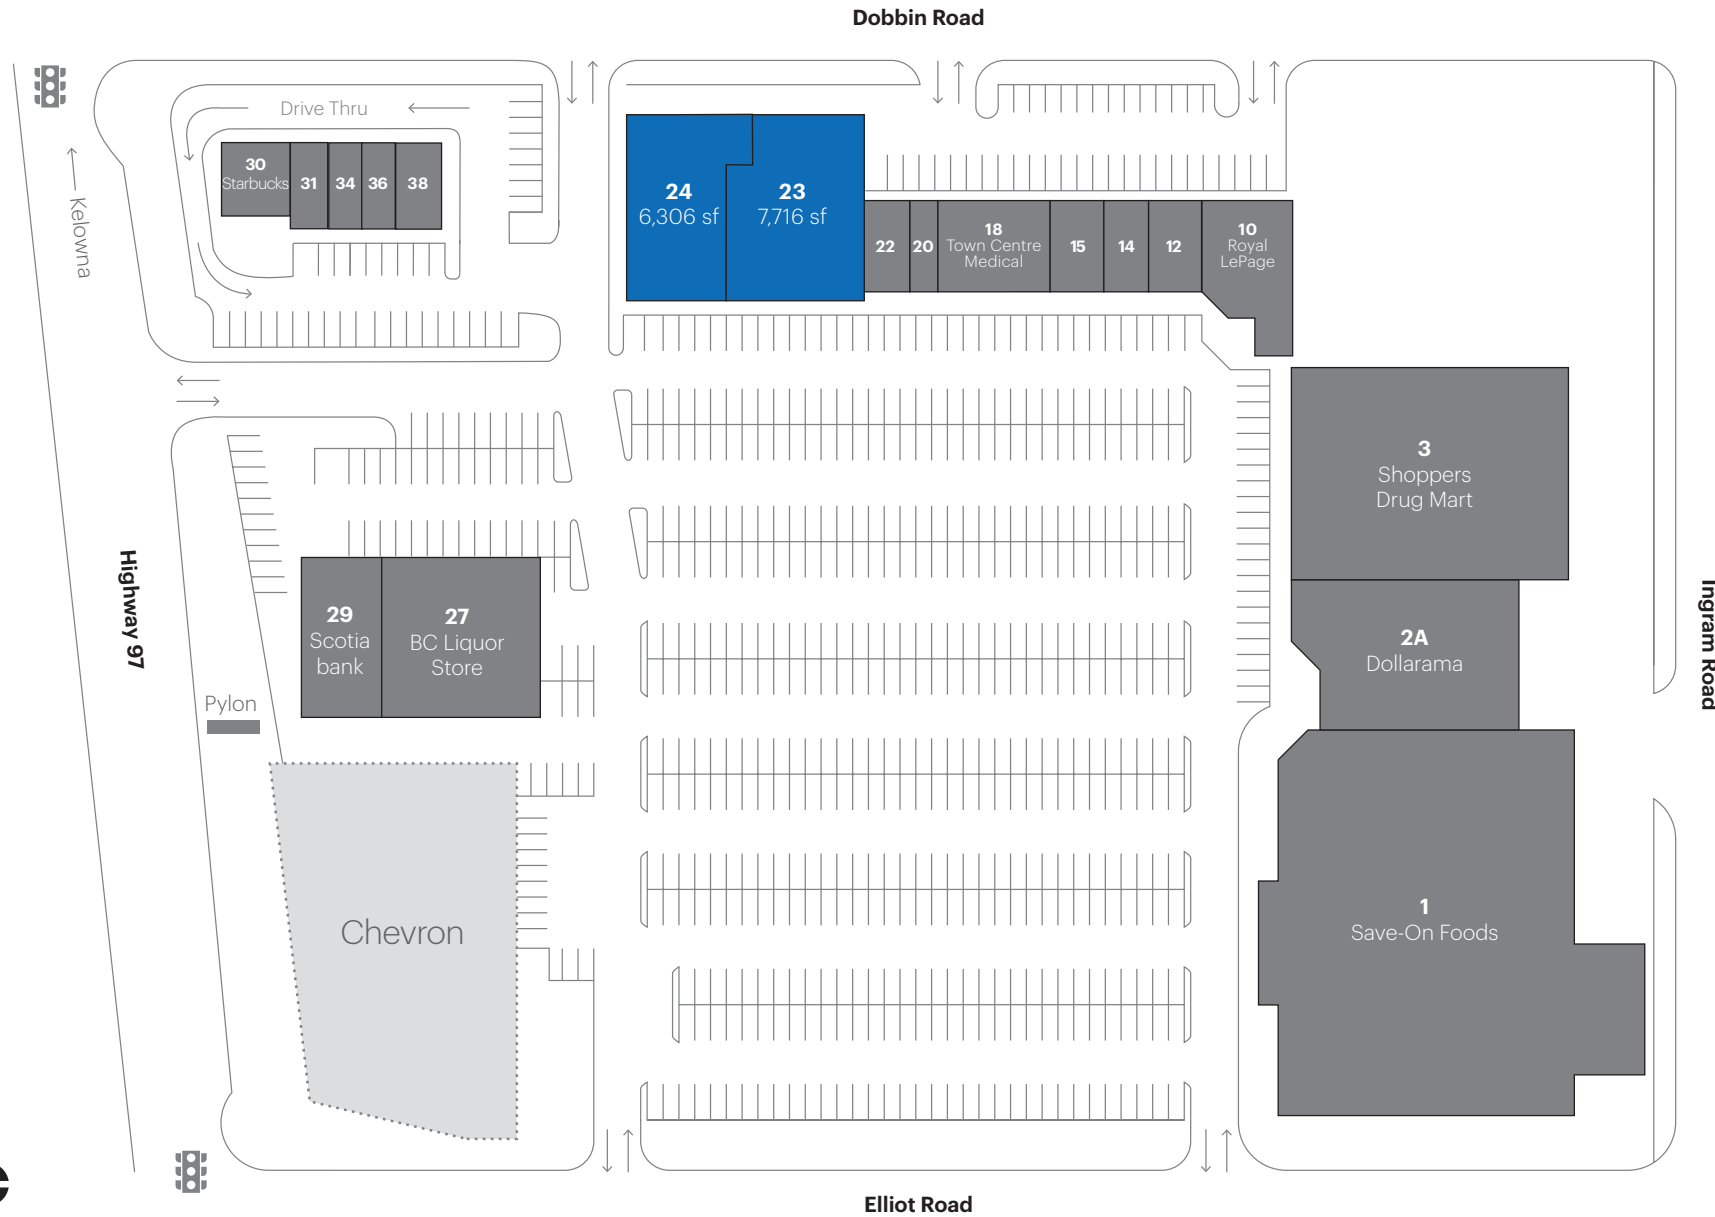 Dobbin Road
Drive Thru
30
Starbucks
31
34
36
38
Kelowna
24
6,306 sf
23
7,716 sf
22
20
18
Town Centre
Medical
15
14
12
10
Royal
LePage
3
Shoppers
Drug Mart
Highway 97
29
Scotia
bank
27
BC Liquor
Store
2A
Dollarama
Ingram Road
Pylon
Chevron
1
Save-On Foods
Elliot Road